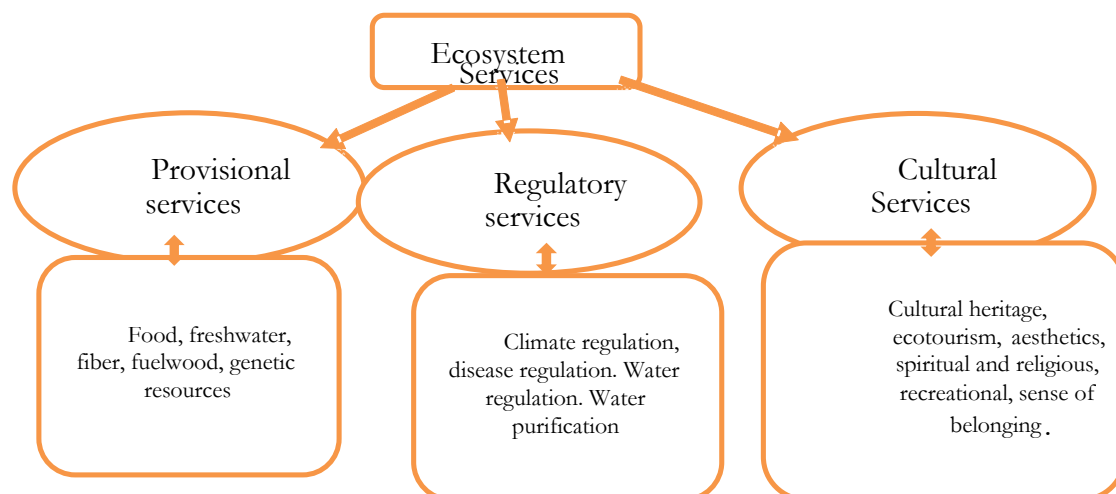 Ecosystem
Services
Provisional
services
Regulatory
services
Cultural
Services
Food, freshwater,
fiber, fuelwood, genetic
resources
Climate regulation,
disease regulation. Water
regulation. Water
purification
Cultural heritage,
ecotourism, aesthetics,
spiritual and religious,
recreational, sense of
belonging.